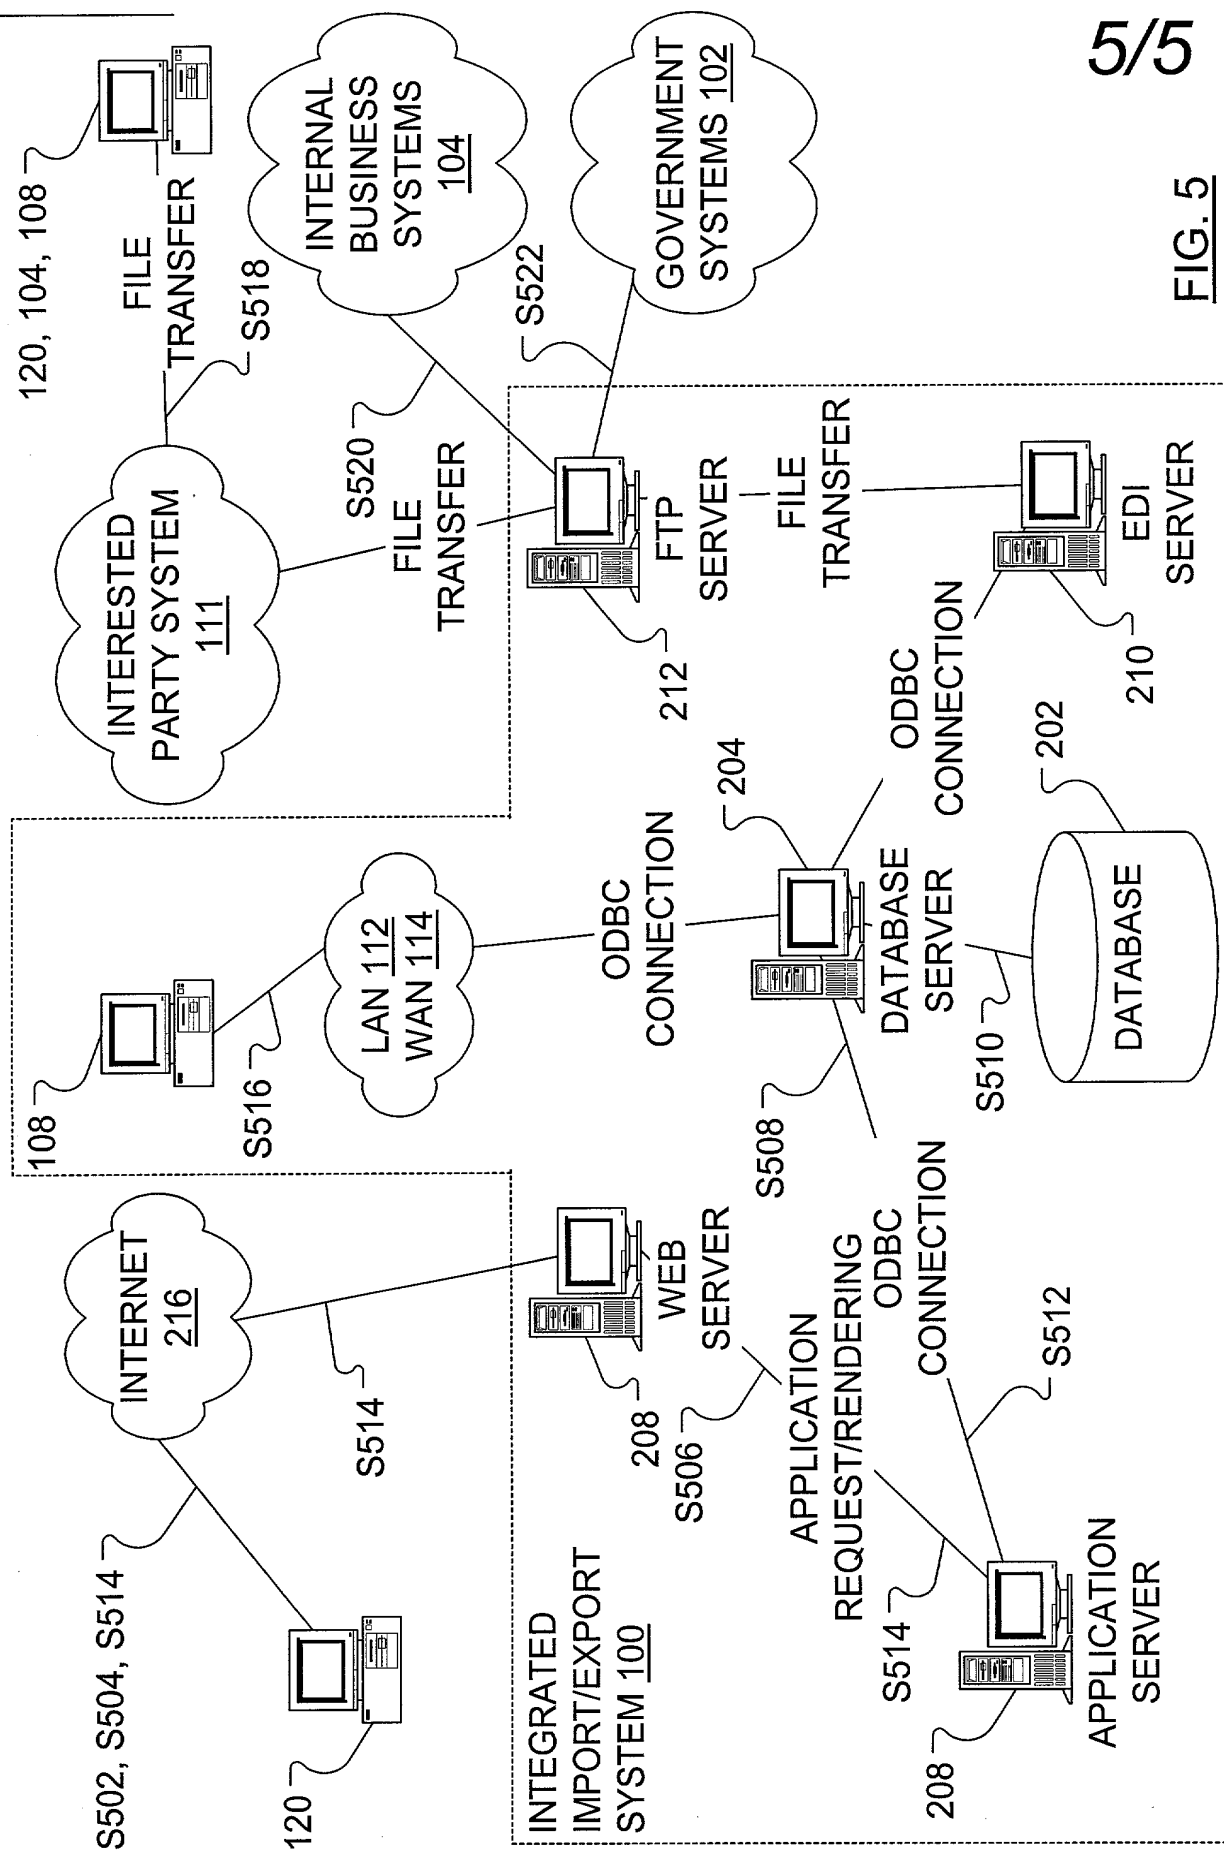 5/5
S502, S504, S514
120
INTERNET
216
S514
108
S516
LAN 112
WAN 114
INTERESTED
PARTY SYSTEM
111
120, 104, 108
FILE
TRANSFER
S518
INTERNAL
BUSINESS
SYSTEMS
104
GOVERNMENT
SYSTEMS 102
S520
S522
FILE
TRANSFER
INTEGRATED
IMPORT/EXPORT
SYSTEM 100
208
WEB
SERVER
S506
APPLICATION
REQUEST/RENDERING
S514
208
APPLICATION
SERVER
S512
ODBC
CONNECTION
S508
ODBC
CONNECTION
204
DATABASE
SERVER
S510
DATABASE
202
212
FTP
SERVER
FILE
TRANSFER
ODBC
CONNECTION
210
EDI
SERVER
FIG. 5